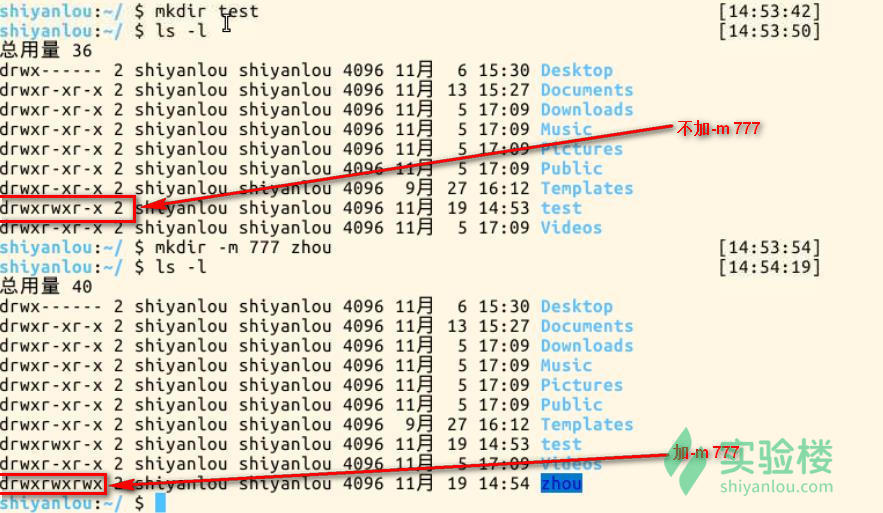 shiyanlou:~/ $ mkdir test [14:53:42]
shiyanlou:~/ $ ls -l [14:53:50]
总用量 36
drwx------ 2 shiyanlou shiyanlou 4096 11月  6 15:30 Desktop
drwxr-xr-x 2 shiyanlou shiyanlou 4096 11月 13 15:27 Documents
drwxr-xr-x 2 shiyanlou shiyanlou 4096 11月  5 17:09 Downloads
drwxr-xr-x 2 shiyanlou shiyanlou 4096 11月  5 17:09 Music
不加-m 777
drwxr-xr-x 2 shiyanlou shiyanlou 4096 11月  5 17:09 Pictures
drwxr-xr-x 2 shiyanlou shiyanlou 4096 11月  5 17:09 Public
drwxr-xr-x 2 shiyanlou shiyanlou 4096  9月 27 16:12 Templates
drwxrwxr-x 2 shiyanlou shiyanlou 4096 11月 19 14:53 test
drwxr-xr-x 2 shiyanlou shiyanlou 4096 11月  5 17:09 Videos
shiyanlou:~/ $ mkdir -m 777 zhou [14:53:54]
shiyanlou:~/ $ ls -l [14:54:19]
总用量 40
drwx------ 2 shiyanlou shiyanlou 4096 11月  6 15:30 Desktop
drwxr-xr-x 2 shiyanlou shiyanlou 4096 11月 13 15:27 Documents
drwxr-xr-x 2 shiyanlou shiyanlou 4096 11月  5 17:09 Downloads
drwxr-xr-x 2 shiyanlou shiyanlou 4096 11月  5 17:09 Music
drwxr-xr-x 2 shiyanlou shiyanlou 4096 11月  5 17:09 Pictures
drwxr-xr-x 2 shiyanlou shiyanlou 4096 11月  5 17:09 Public
drwxr-xr-x 2 shiyanlou shiyanlou 4096  9月 27 16:12 Templates
drwxrwxr-x 2 shiyanlou shiyanlou 4096 11月 19 14:53 test
加-m 777
实验楼
drwxr-xr-x 2 shiyanlou shiyanlou 4096 11月  5 17:09 Videos
drwxrwxrwx 2 shiyanlou shiyanlou 4096 11月 19 14:54 zhou
shiyanlou.com
shiyanlou:~/ $